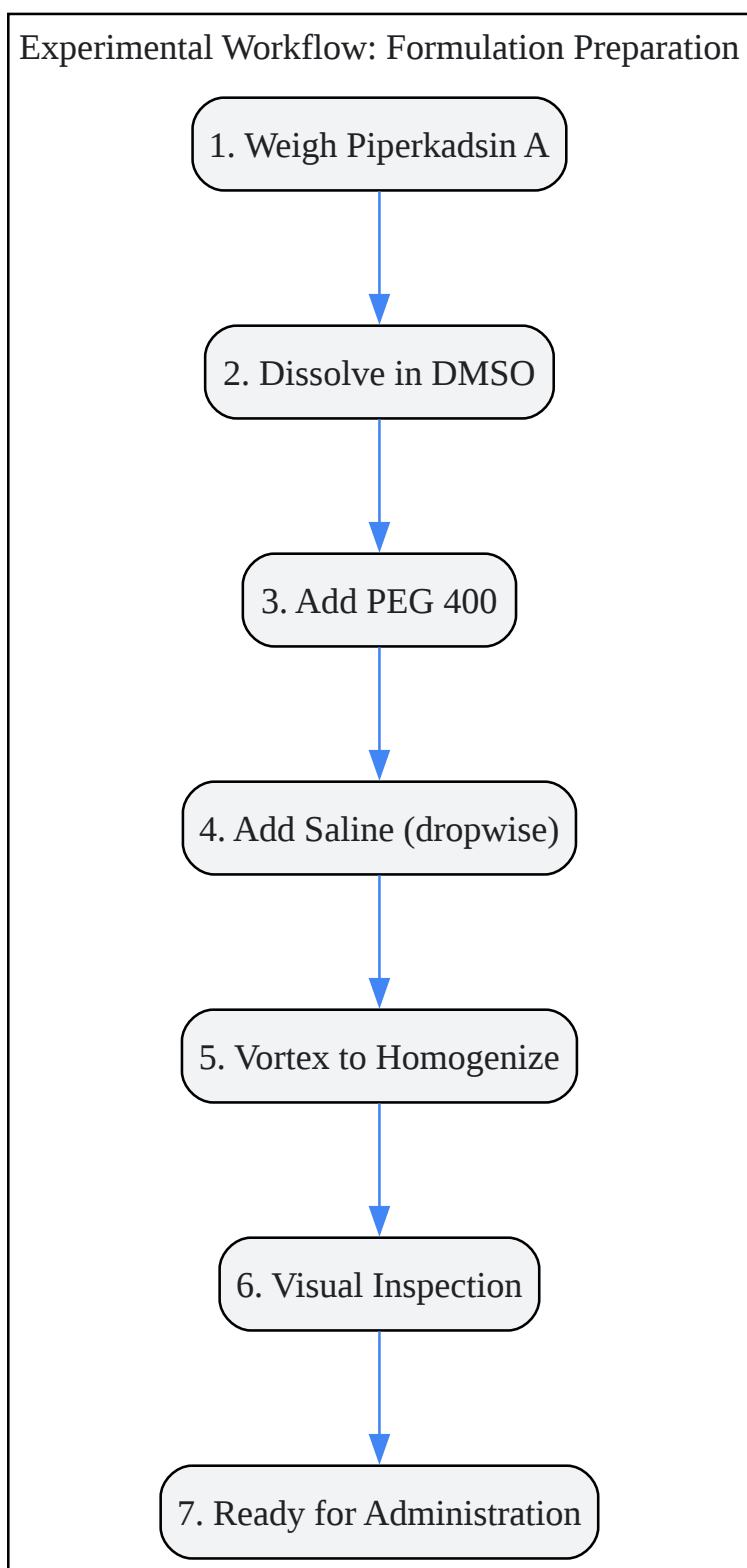 Experimental Workflow: Formulation Preparation
1. Weigh Piperkadsin A
2. Dissolve in DMSO
3. Add PEG 400
4. Add Saline (dropwise)
5. Vortex to Homogenize
6. Visual Inspection
7. Ready for Administration